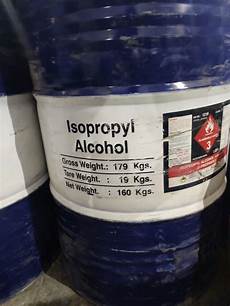 Isopropyl
Alcohol
Gross Weight.: 179 Kgs.
Tare Weight : 19 Kgs.
Net Weight. : 160 Kgs.
3